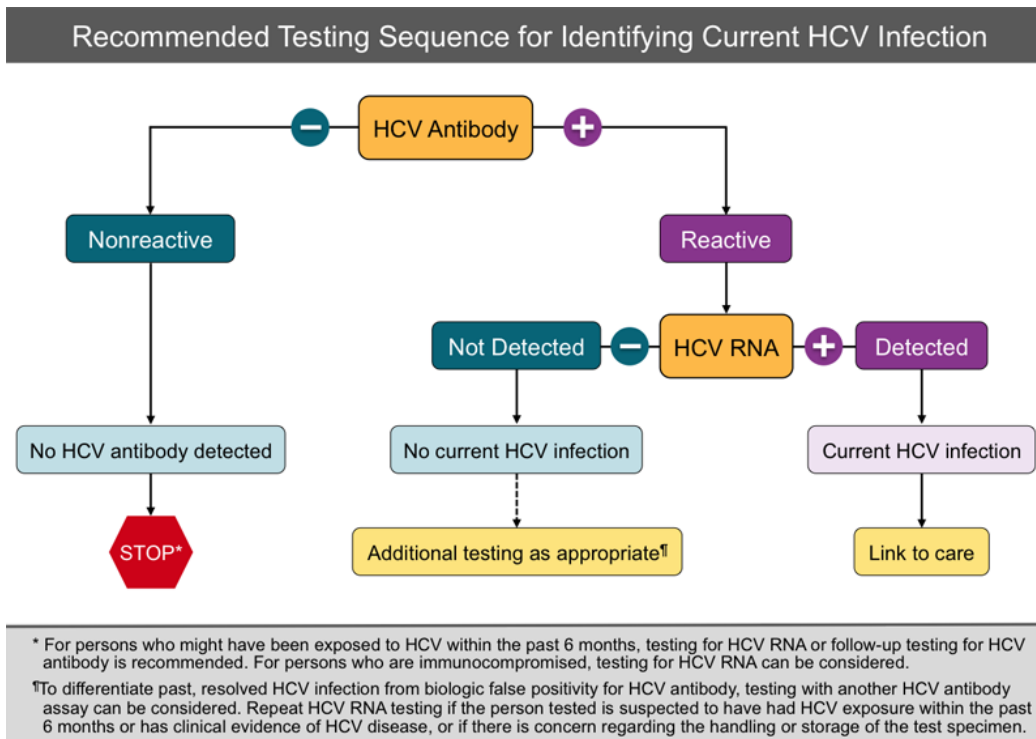 Recommended Testing Sequence for Identifying Current HCV Infection
HCV Antibody
Nonreactive
Reactive
Not Detected
HCV RNA
Detected
No HCV antibody detected
No current HCV infection
Current HCV infection
STOP*
Additional testing as appropriate¶
Link to care
* For persons who might have been exposed to HCV within the past 6 months, testing for HCV RNA or follow-up testing for HCV
antibody is recommended. For persons who are immunocompromised, testing for HCV RNA can be considered.
¶To differentiate past, resolved HCV infection from biologic false positivity for HCV antibody, testing with another HCV antibody
assay can be considered. Repeat HCV RNA testing if the person tested is suspected to have had HCV exposure within the past
6 months or has clinical evidence of HCV disease, or if there is concern regarding the handling or storage of the test specimen.